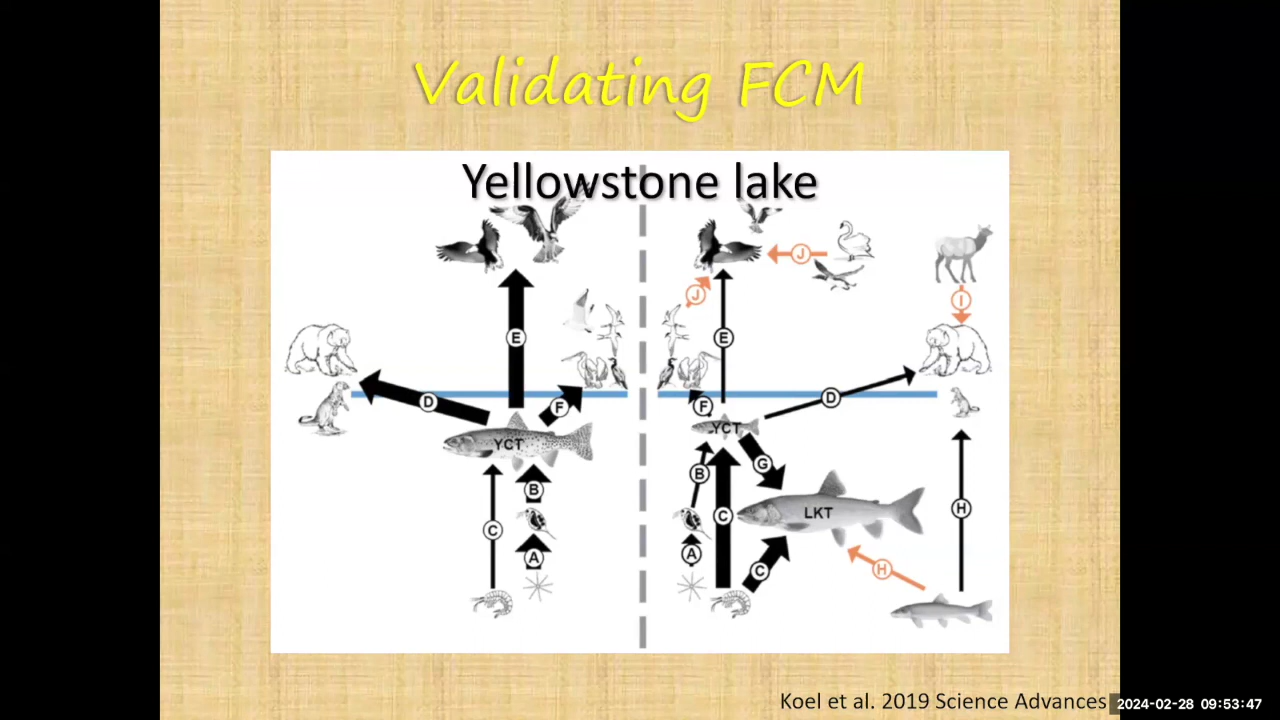 Validating FCM
Yellowstone lake
J
J
I
E
E
D
F
F
D
YCT
YCT
B
B
G
C
C
LKT
H
A
A
C
H
Koel et al. 2019 Science Advances
2024-02-28 09:53:47